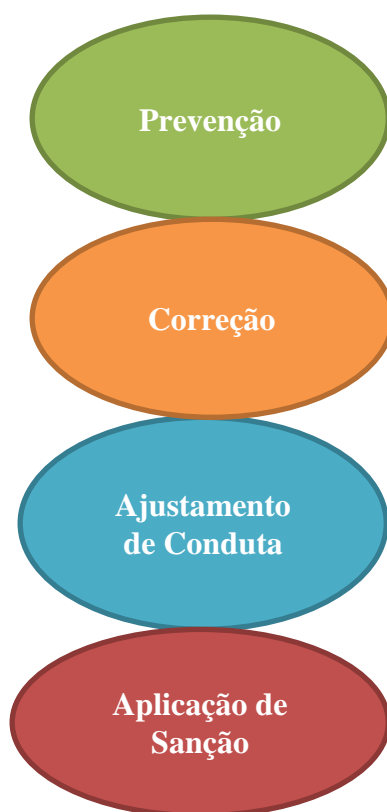 Prevenção
Correção
Ajustamento
de Conduta
Aplicação de
Sanção